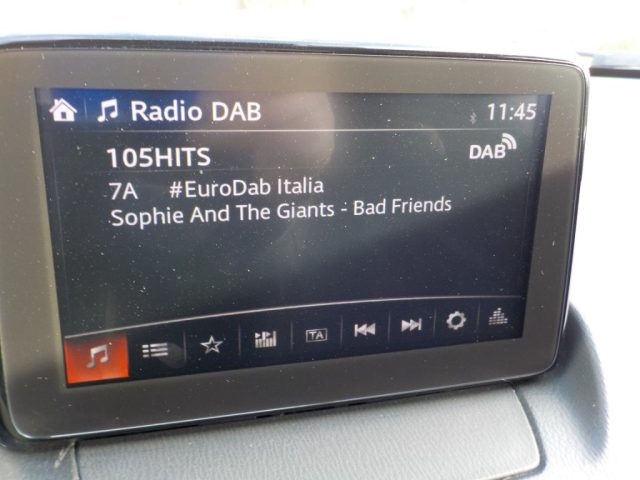 Radio DAB 11:45
105HITS DAB
7A #EuroDab Italia
Sophie And The Giants - Bad Friends
TA